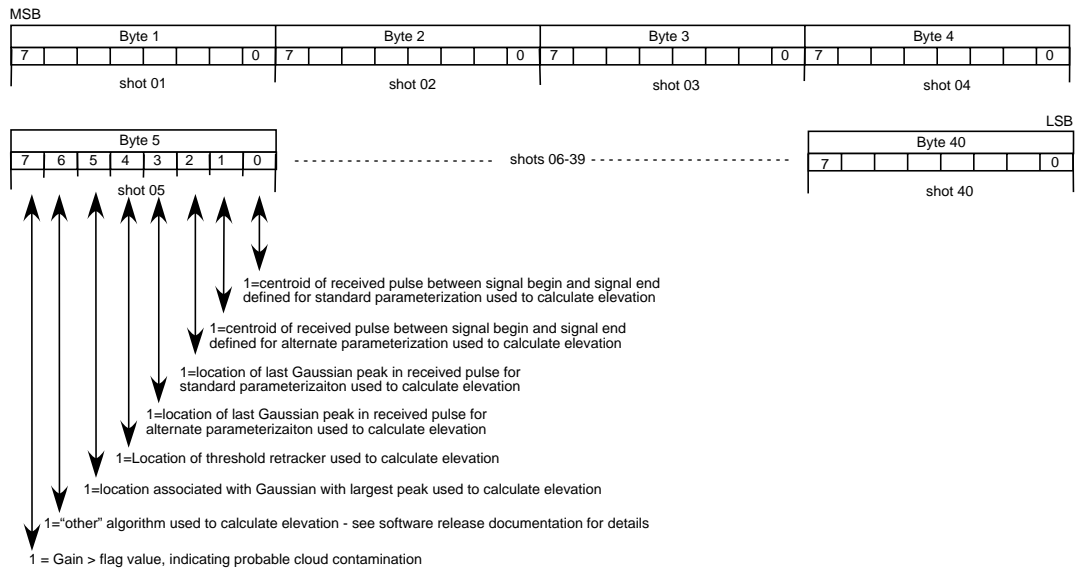 MSB
Byte 1 Byte 2 Byte 3 Byte 4
7 0 7 0 7 0 7 0
shot 01 shot 02 shot 03 shot 04
LSB
Byte 5 Byte 40
7 6 5 4 3 2 1 0 shots 06-39 7 0
shot 05 shot 40
1=centroid of received pulse between signal begin and signal end
defined for standard parameterization used to calculate elevation
1=centroid of received pulse between signal begin and signal end
defined for alternate parameterization used to calculate elevation
1=location of last Gaussian peak in received pulse for
standard parameterizaiton used to calculate elevation
1=location of last Gaussian peak in received pulse for
alternate parameterizaiton used to calculate elevation
1=Location of threshold retracker used to calculate elevation
1=location associated with Gaussian with largest peak used to calculate elevation
1=“other” algorithm used to calculate elevation - see software release documentation for details
1 = Gain > flag value, indicating probable cloud contamination